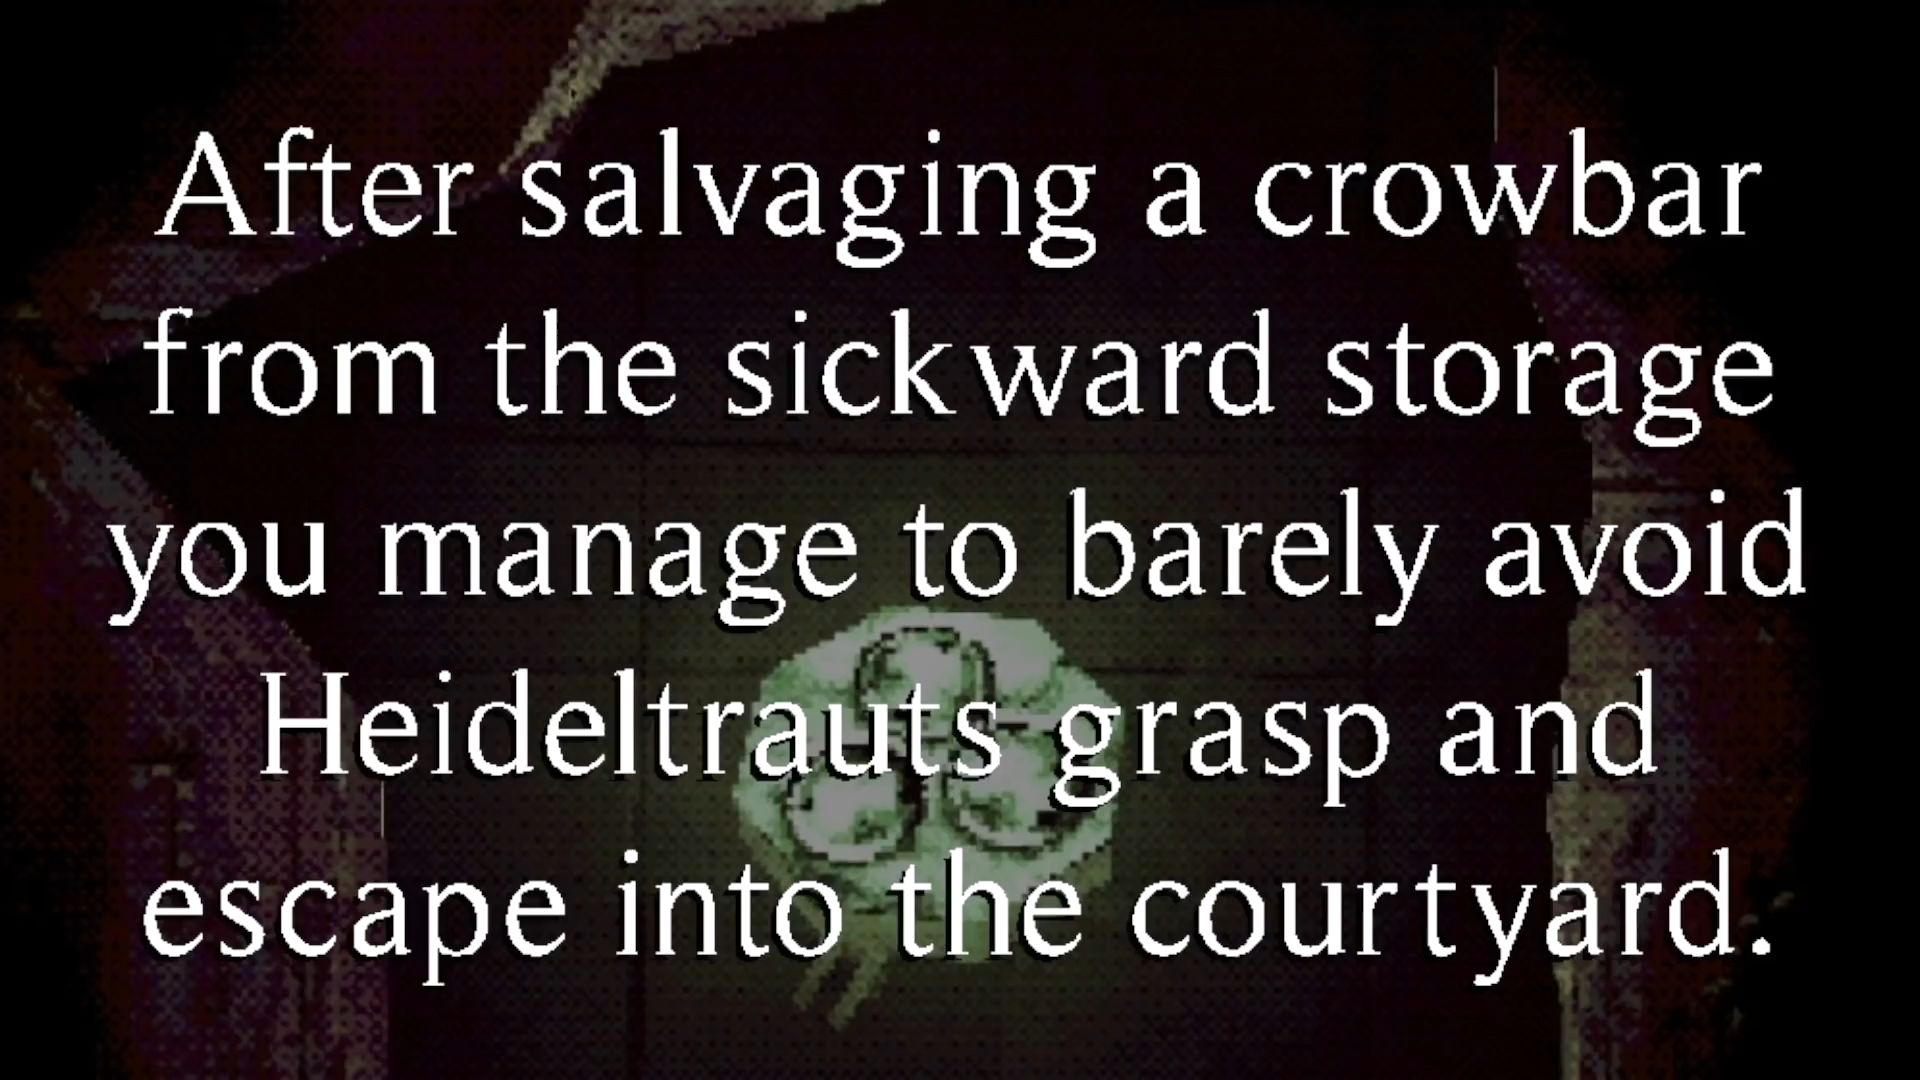 After salvaging a crowbar
from the sickward storage
you manage to barely avoid
Heideltrauts grasp and
escape into the courtyard.